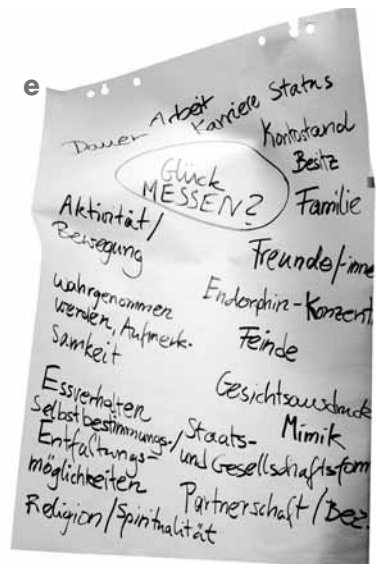 e
Dauer
Arbeit
Karriere
Status
Kontostand
Besitz
Glück
MESSEN?
Familie
Aktivität/
Bewegung
Freunde/-inne
wahrgenommen
werden, Aufmerk-
samkeit
Endorphin-Konzent
Feinde
Gesichtsausdruck
Mimik
Essverhalten
Selbstbestimmungs-/
Entfaltungs-
möglichkeiten
Staats-
und Gesellschaftsform
Partnerschaft/Bez.
Religion/Spiritualität